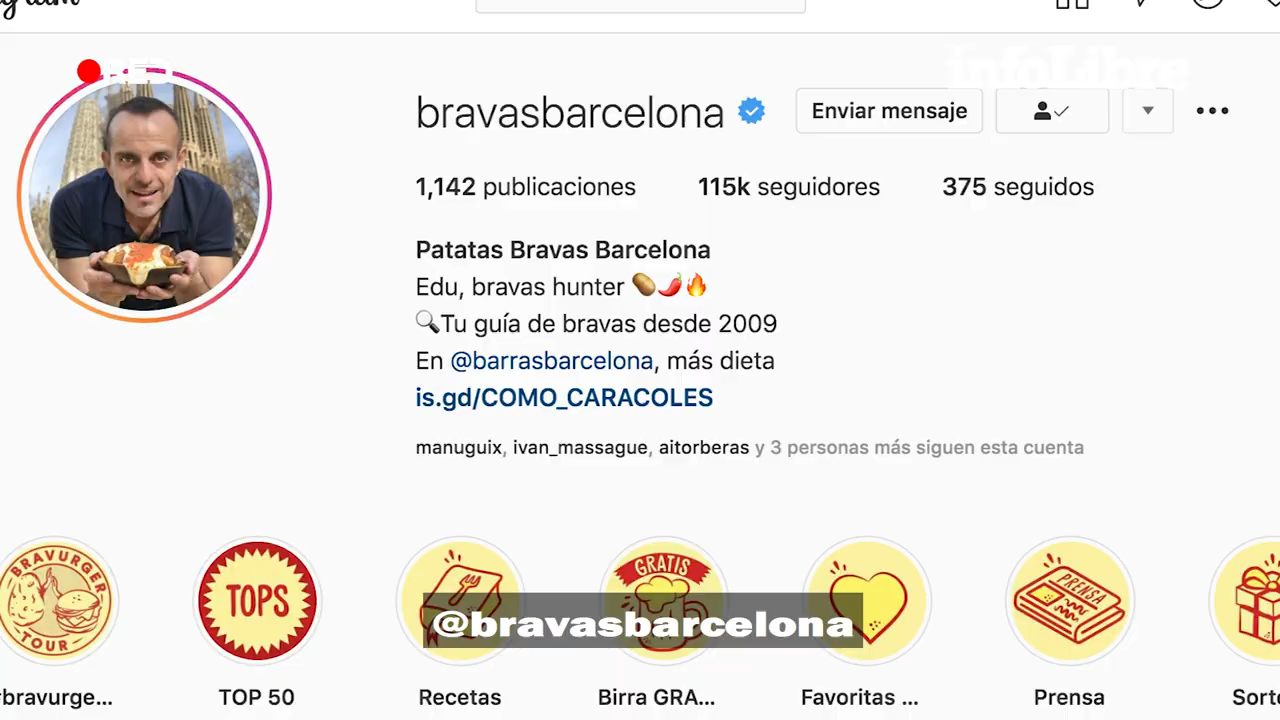 infoLibre
bravasbarcelona
Enviar mensaje
1,142 publicaciones
115k seguidores
375 seguidos
Patatas Bravas Barcelona
Edu, bravas hunter 🥔🌶️🔥
🔍Tu guía de bravas desde 2009
En @barrasbarcelona, más dieta
is.gd/COMO_CARACOLES
manuguix, ivan_massague, aitorberas y 3 personas más siguen esta cuenta
BRAVURGER
TOUR
TOPS
GRATIS
PRENSA
@bravasbarcelona
bravurge...
TOP 50
Recetas
Birra GRA...
Favoritas ...
Prensa